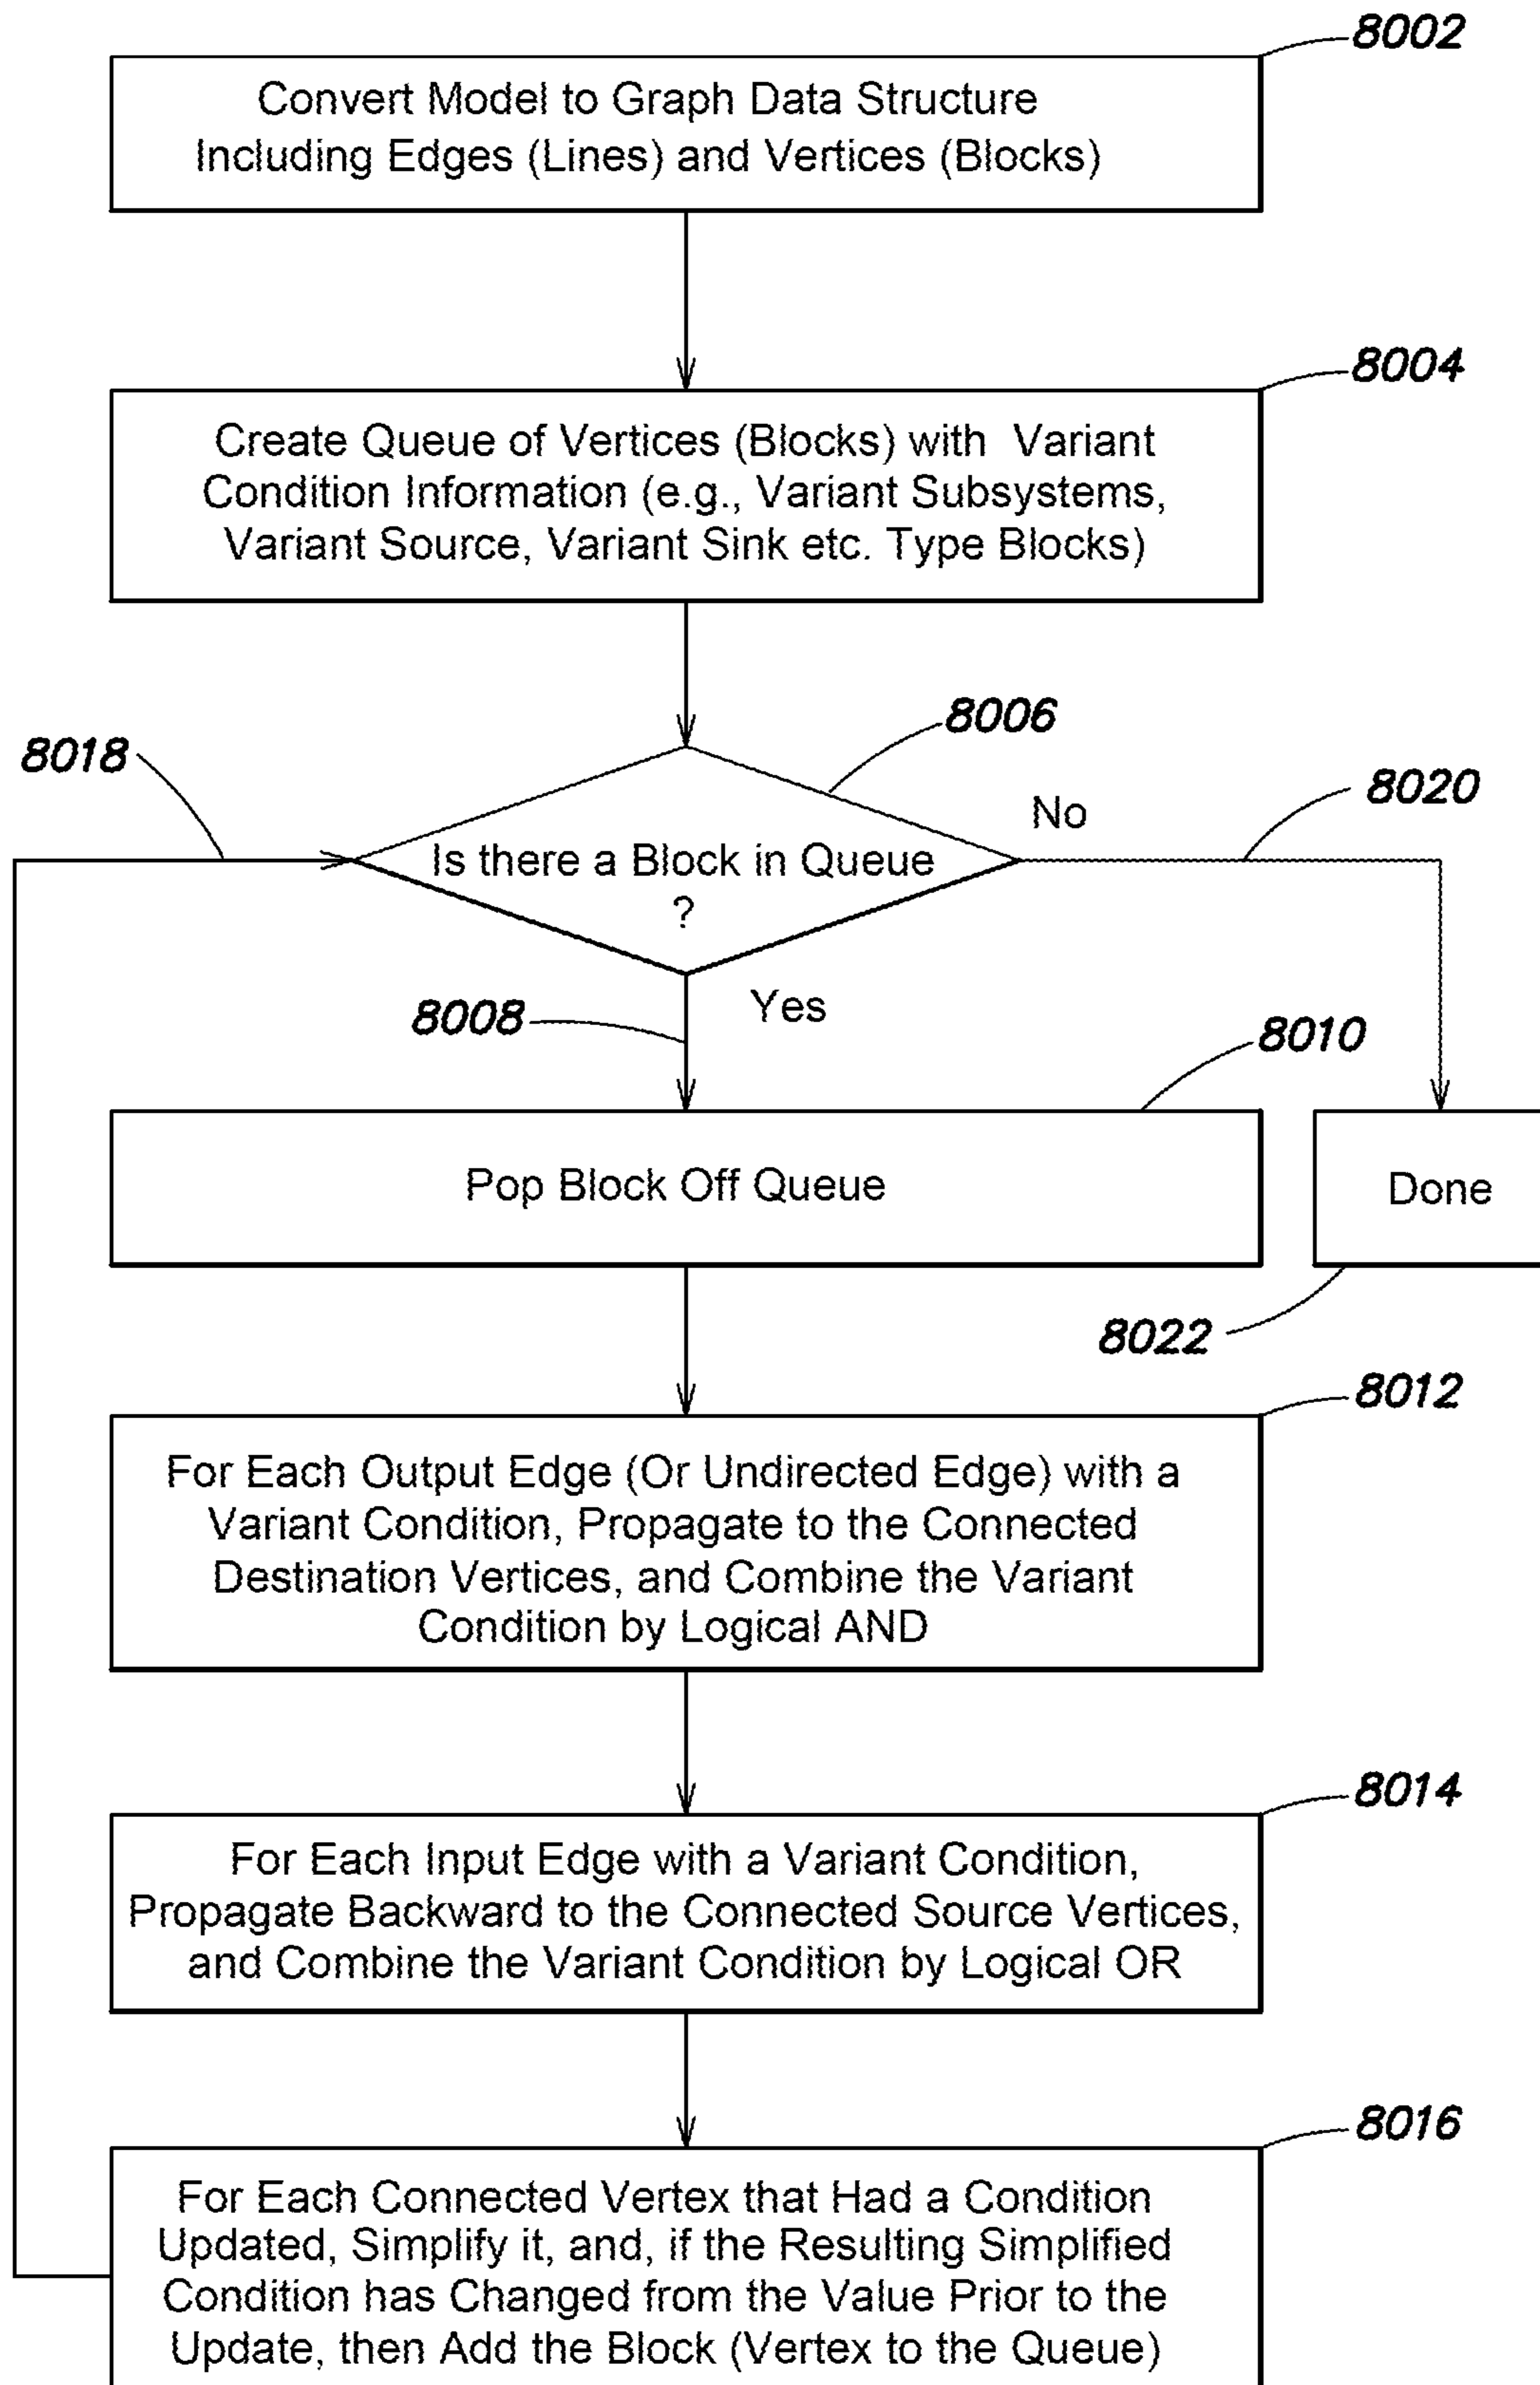 8002
Convert Model to Graph Data Structure
Including Edges (Lines) and Vertices (Blocks)
8004
Create Queue of Vertices (Blocks) with Variant
Condition Information (e.g., Variant Subsystems,
Variant Source, Variant Sink etc. Type Blocks)
8006
8018
8020
No
Is there a Block in Queue
?
Yes
8008
8010
Pop Block Off Queue
Done
8022
8012
For Each Output Edge (Or Undirected Edge) with a
Variant Condition, Propagate to the Connected
Destination Vertices, and Combine the Variant
Condition by Logical AND
8014
For Each Input Edge with a Variant Condition,
Propagate Backward to the Connected Source Vertices,
and Combine the Variant Condition by Logical OR
8016
For Each Connected Vertex that Had a Condition
Updated, Simplify it, and, if the Resulting Simplified
Condition has Changed from the Value Prior to the
Update, then Add the Block (Vertex to the Queue)